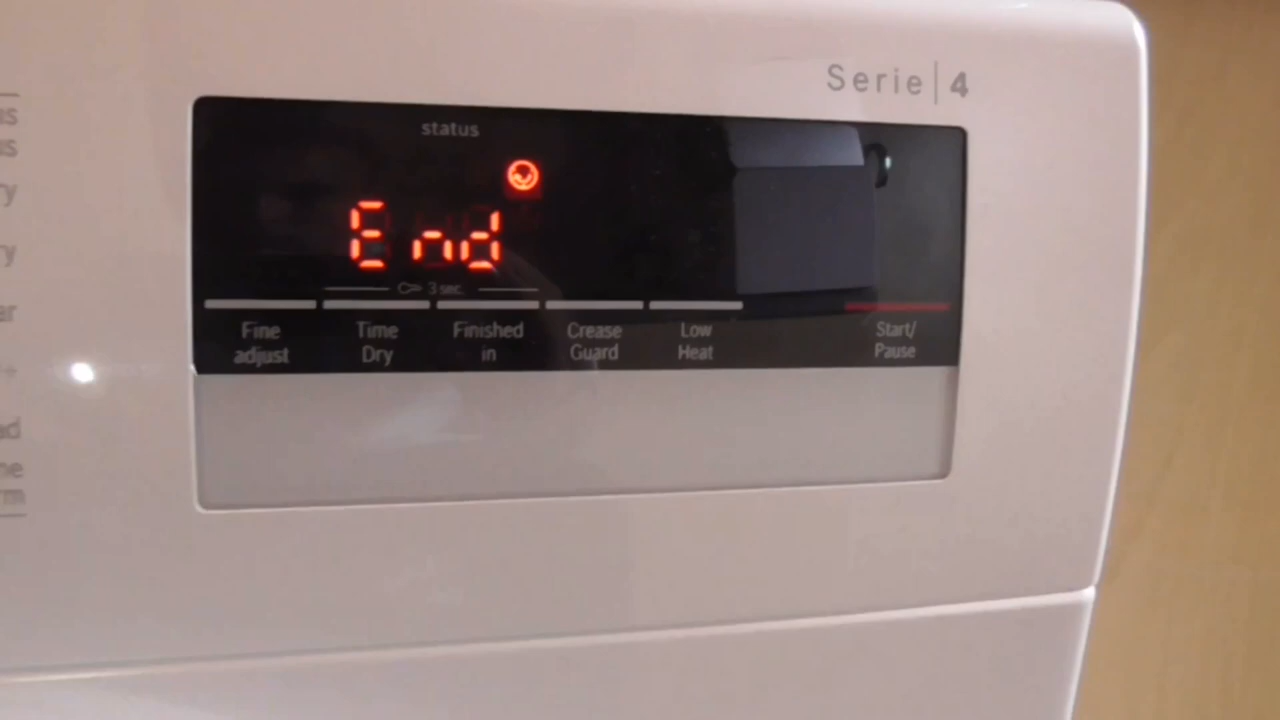 Serie | 4
status
End
3 sec.
Fine
adjust
Time
Dry
Finished
in
Crease
Guard
Low
Heat
Start/
Pause